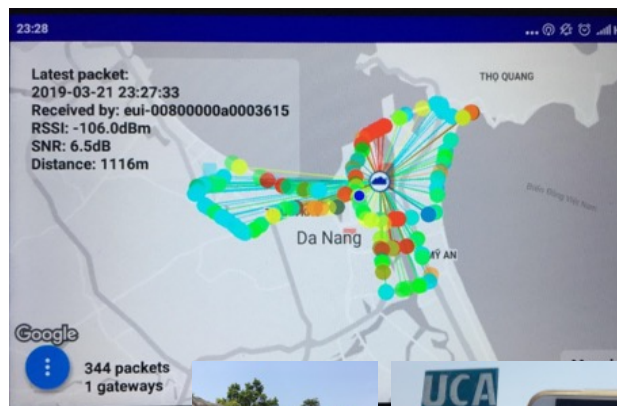 23:28
Latest packet:
2019-03-21 23:27:33
Received by: eui-00800000a0003615
RSSI: -106.0dBm
SNR: 6.5dB
Distance: 1116m
THỌ QUANG
Da Nang
MỸ AN
Google
344 packets
1 gateways
UCA